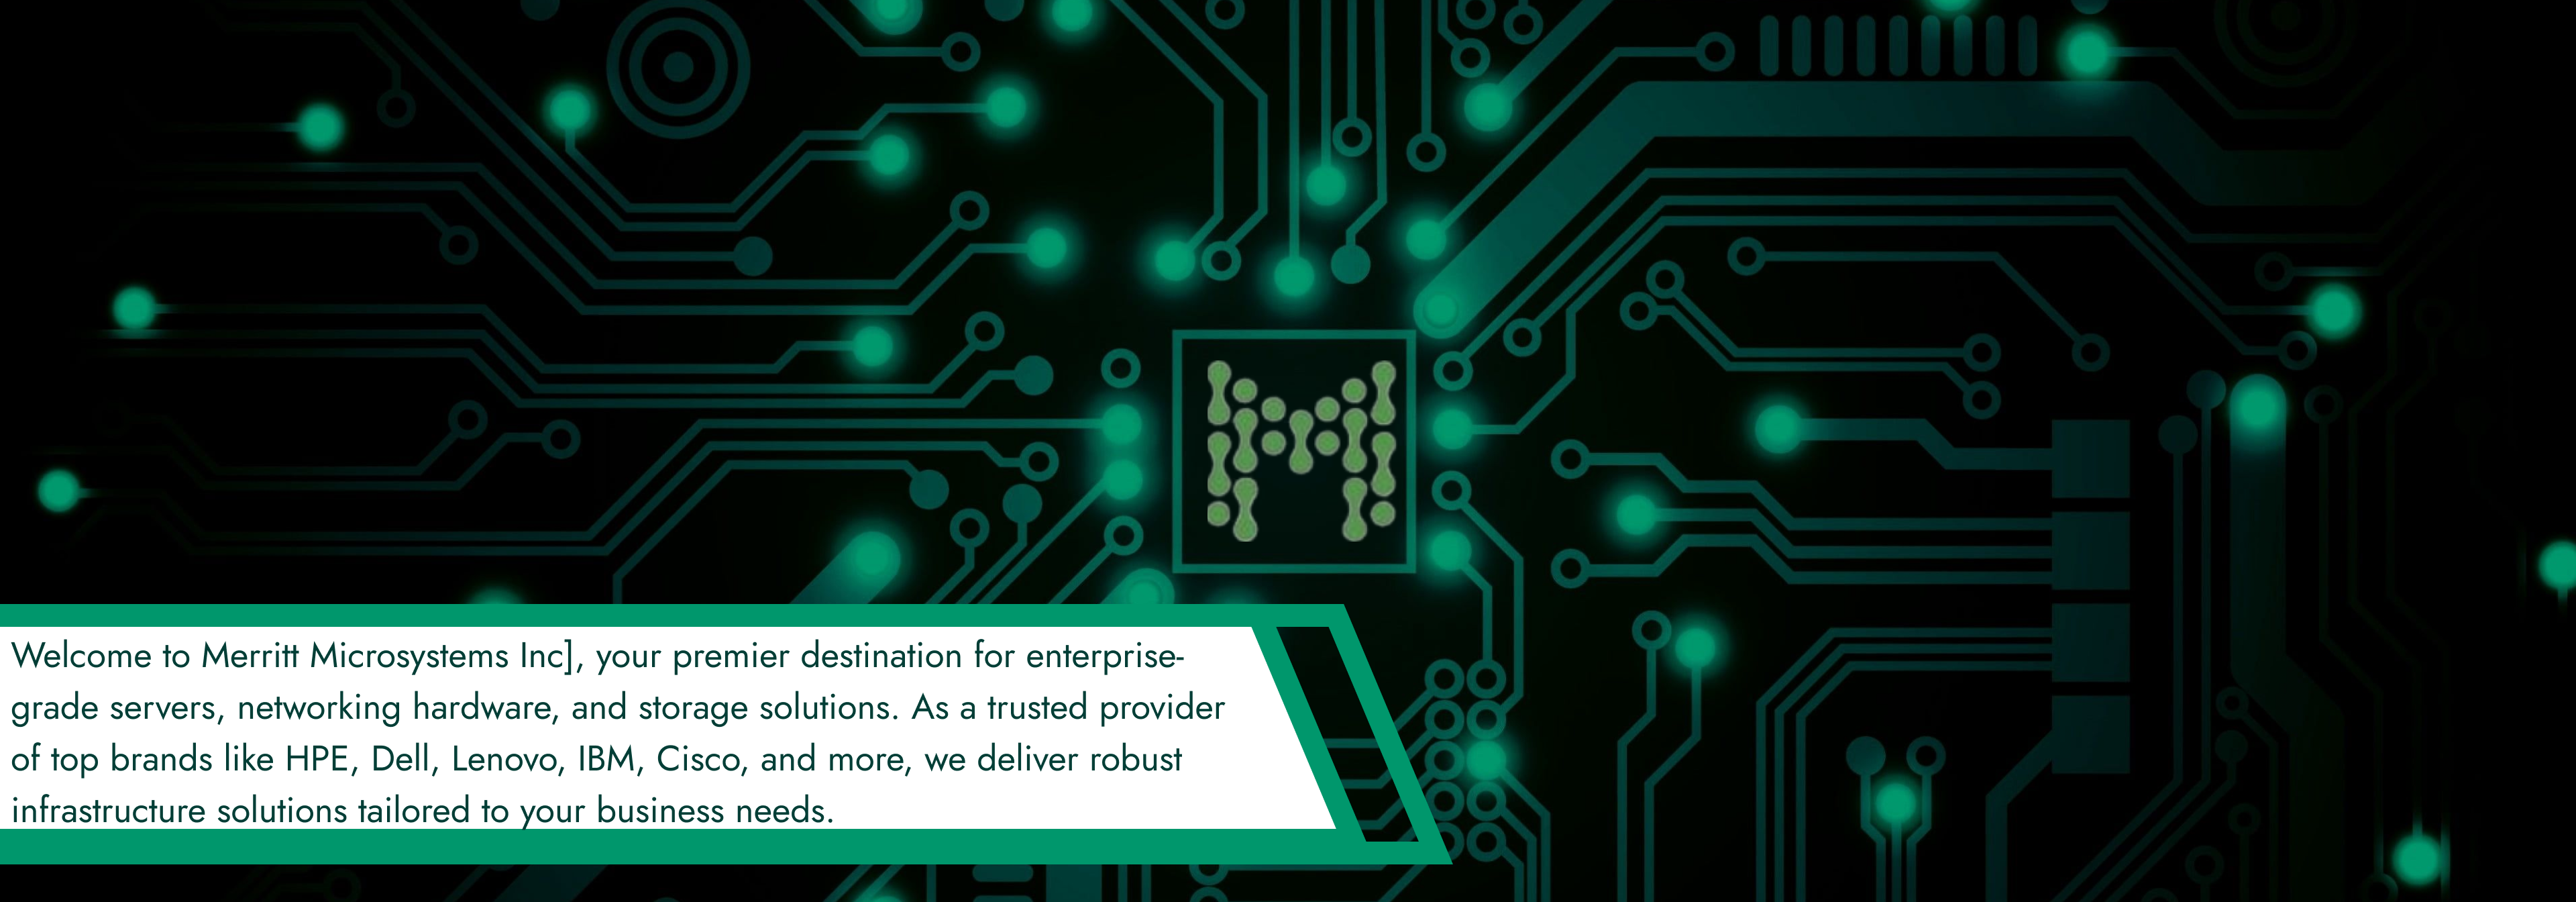 M
Welcome to Merritt Microsystems Inc], your premier destination for enterprise-
grade servers, networking hardware, and storage solutions. As a trusted provider
of top brands like HPE, Dell, Lenovo, IBM, Cisco, and more, we deliver robust
infrastructure solutions tailored to your business needs.